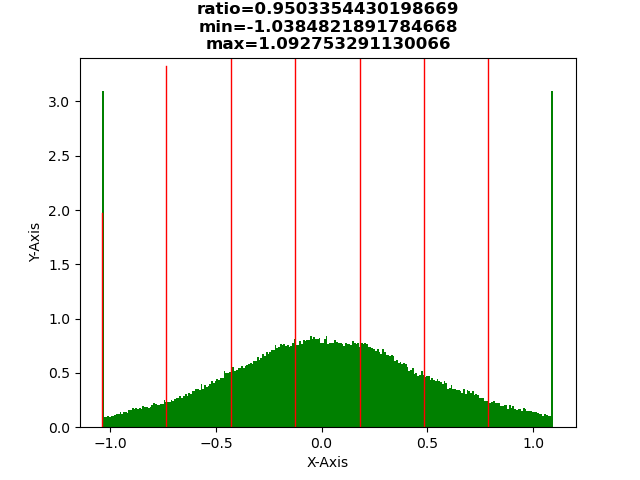 ratio=0.9503354430198669
min=-1.0384821891784668
max=1.092753291130066
3.0
2.5
2.0
1.5
1.0
0.5
0.0
Y-Axis
−1.0 −0.5 0.0 0.5 1.0
X-Axis